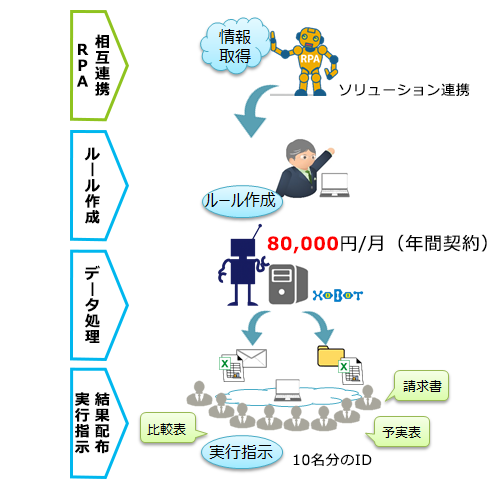 相互連携
RPA
情報
取得
RPA
ソリューション連携
ルール作成
ルール作成
80,000円/月（年間契約）
データ処理
XoBoT
結果配布
実行指示
X
X
請求書
比較表
予実表
実行指示
10名分のID